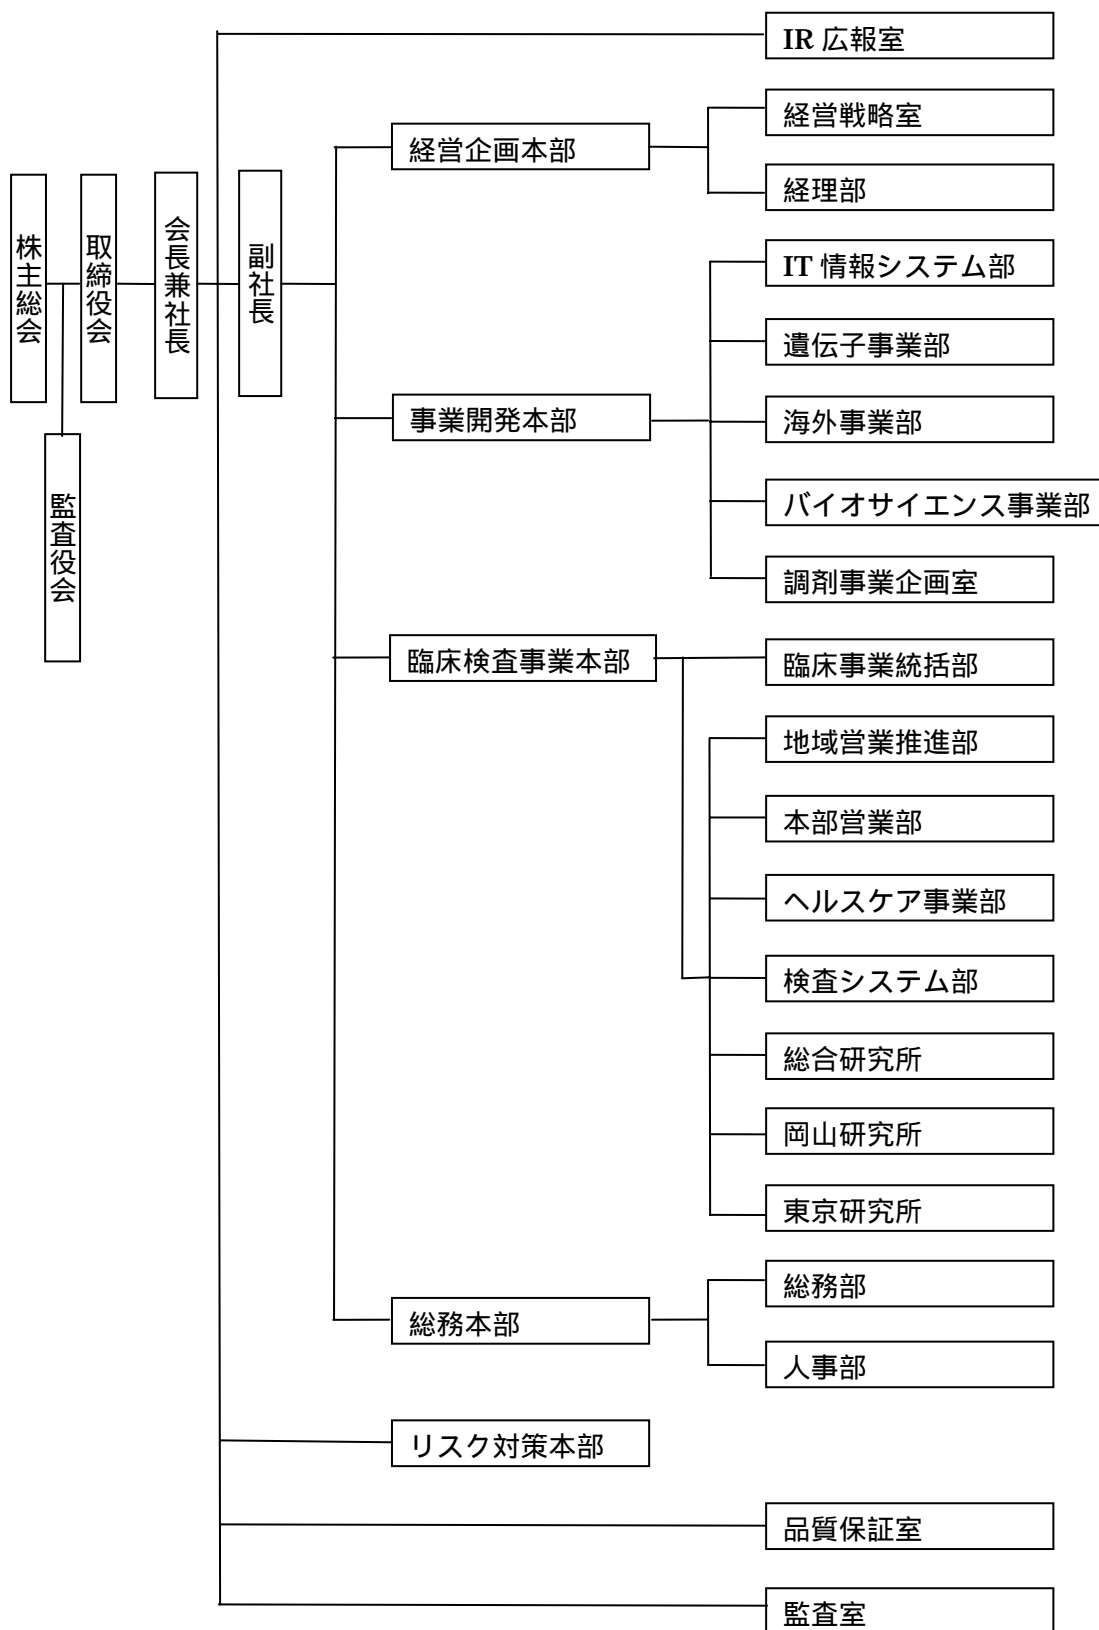 株主総会
監査役会
取締役会
会長兼社長
副社長
IR 広報室
経営企画本部
経営戦略室
経理部
事業開発本部
IT 情報システム部
遺伝子事業部
海外事業部
バイオサイエンス事業部
調剤事業企画室
臨床検査事業本部
臨床事業統括部
地域営業推進部
本部営業部
ヘルスケア事業部
検査システム部
総合研究所
岡山研究所
東京研究所
総務本部
総務部
人事部
リスク対策本部
品質保証室
監査室